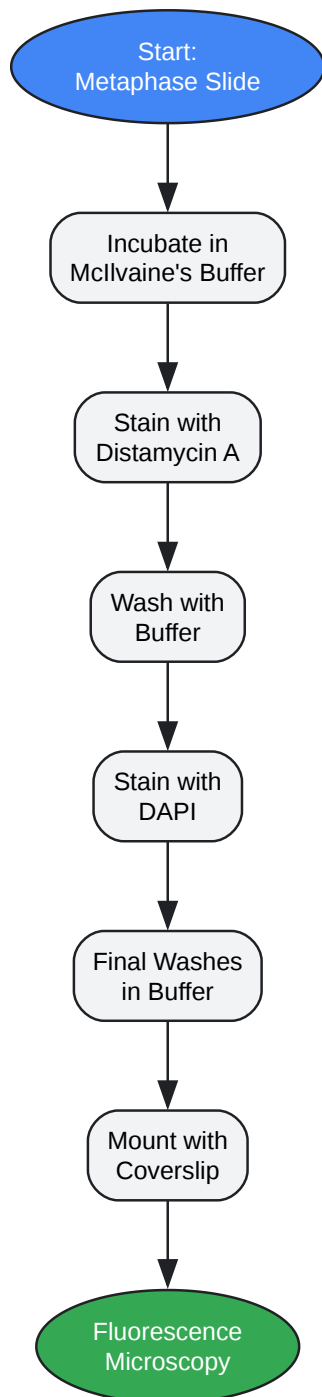 Start:
Metaphase Slide
Incubate in
McIlvaine's Buffer
Stain with
Distamycin A
Wash with
Buffer
Stain with
DAPI
Final Washes
in Buffer
Mount with
Coverslip
Fluorescence
Microscopy